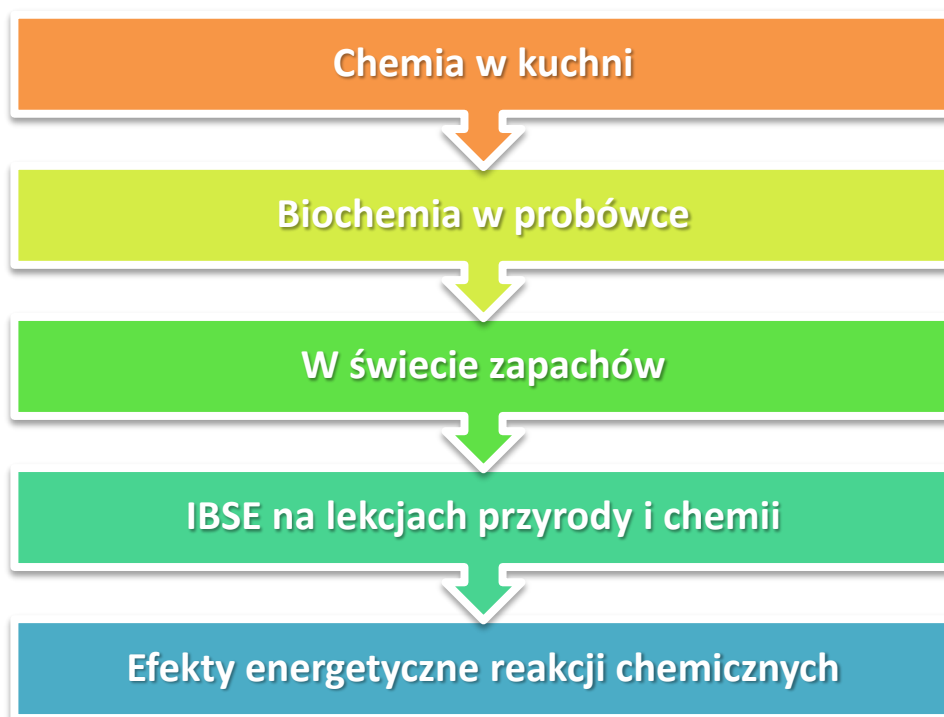 Chemia w kuchni
Biochemia w probówce
W świecie zapachów
IBSE na lekcjach przyrody i chemii
Efekty energetyczne reakcji chemicznych